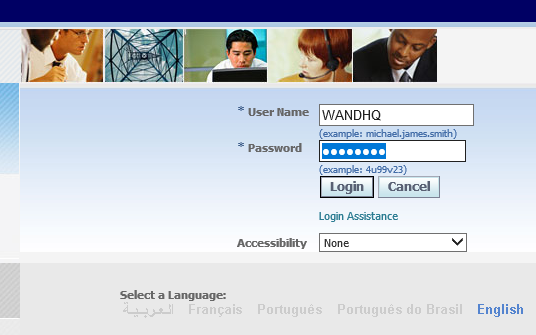 * User Name WANDHQ
(example: michael.james.smith)
* Password ••••••••
(example: 4u99v23)
Login Cancel
Login Assistance
Accessibility None
Select a Language:
العربية Français Português Português do Brasil English